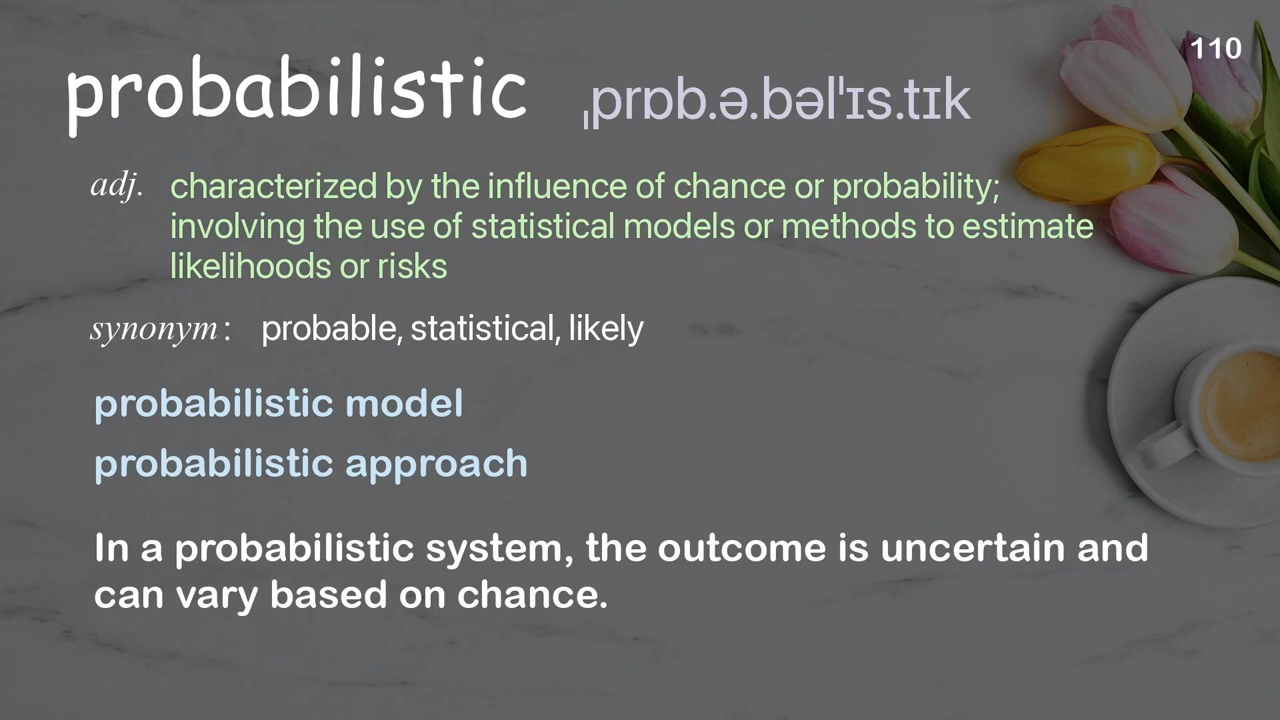 110
probabilistic ˌprɒb.ə.bəlˈɪs.tɪk
adj. characterized by the influence of chance or probability;
involving the use of statistical models or methods to estimate
likelihoods or risks
synonym: probable, statistical, likely
probabilistic model
probabilistic approach
In a probabilistic system, the outcome is uncertain and
can vary based on chance.